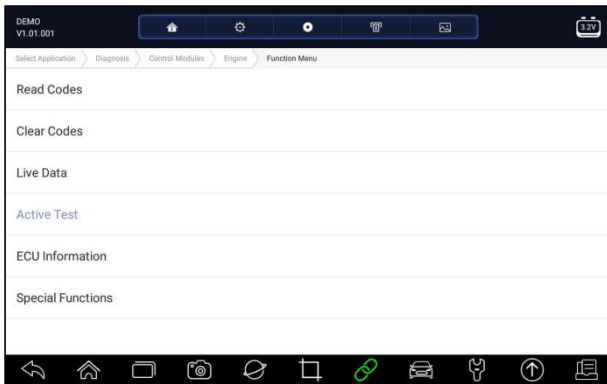 DEMO
V1.01.001
3.2V
Select Application Diagnosis Control Modules Engine Function Menu
Read Codes
Clear Codes
Live Data
Active Test
ECU Information
Special Functions